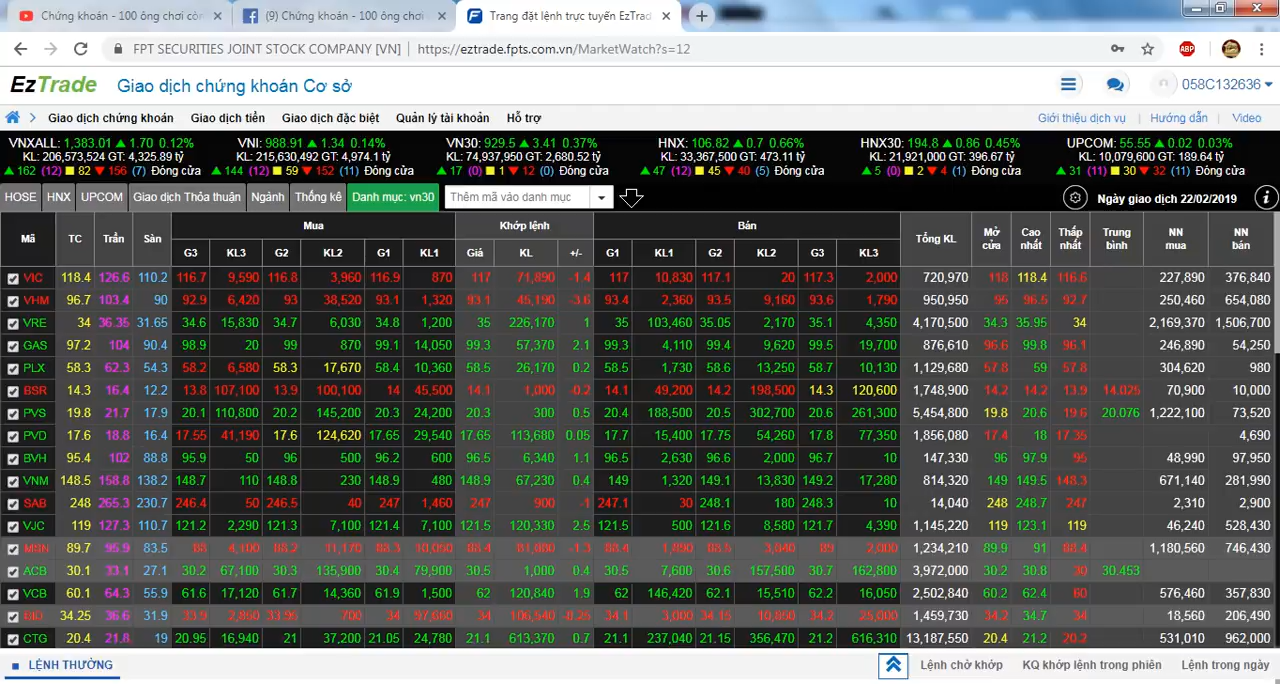 Chứng khoán - 100 ông chơi còn
(9) Chứng khoán - 100 ông chơi
Trang đặt lệnh trực tuyến EzTrad
FPT SECURITIES JOINT STOCK COMPANY [VN] | https://eztrade.fpts.com.vn/MarketWatch?s=12
ABP
EzTrade Giao dịch chứng khoán Cơ sở 058C132636
Giao dịch chứng khoán Giao dịch tiền Giao dịch đặc biệt Quản lý tài khoản Hỗ trợ Giới thiệu dịch vụ | Hướng dẫn | Video
VNXALL: 1,383.01 ▲ 1.70 0.12% VNI: 988.91 ▲ 1.34 0.14% VN30: 929.5 ▲ 3.41 0.37% HNX: 106.82 ▲ 0.7 0.66% HNX30: 194.8 ▲ 0.86 0.45% UPCOM: 55.55 ▲ 0.02 0.03%
KL: 206,573,524 GT: 4,325.89 tỷ KL: 215,630,492 GT: 4,974.1 tỷ KL: 74,937,950 GT: 2,680.52 tỷ KL: 33,367,500 GT: 473.11 tỷ KL: 21,921,000 GT: 396.67 tỷ KL: 10,079,600 GT: 189.64 tỷ
▲ 162 (12) ■ 82 ▼ 156 (7) Đóng cửa ▲ 144 (12) ■ 59 ▼ 152 (11) Đóng cửa ▲ 17 (0) ■ 1 ▼ 12 (0) Đóng cửa ▲ 47 (12) ■ 45 ▼ 40 (5) Đóng cửa ▲ 5 (0) ■ 2 ▼ 4 (1) Đóng cửa ▲ 31 (11) ■ 30 ▼ 32 (11) Đóng cửa
HOSE HNX UPCOM Giao dịch Thỏa thuận Ngành Thống kê Danh mục: vn30 Thêm mã vào danh mục Ngày giao dịch 22/02/2019
Mã TC Trần Sàn Mua Khớp lệnh Bán Tổng KL Mở cửa Cao nhất Thấp nhất Trung bình NN mua NN bán
G3 KL3 G2 KL2 G1 KL1 Giá KL +/- G1 KL1 G2 KL2 G3 KL3
VIC 118.4 126.6 110.2 116.7 9,590 116.8 3,960 116.9 870 117 71,890 -1.4 117 10,830 117.1 20 117.3 2,000 720,970 118 118.4 116.6 227,890 376,840
VHM 96.7 103.4 90 92.9 6,420 93 38,520 93.1 1,320 93.1 45,190 -3.6 93.4 2,360 93.5 9,160 93.6 1,790 950,950 95 96.5 92.7 250,460 654,080
VRE 34 36.35 31.65 34.6 15,830 34.7 6,030 34.8 1,200 35 226,170 1 35 103,460 35.05 2,170 35.1 4,350 4,170,500 34.3 35.95 34 2,169,370 1,506,700
GAS 97.2 104 90.4 98.9 20 99 870 99.1 14,050 99.3 57,370 2.1 99.3 4,110 99.4 9,620 99.5 19,700 876,610 96.6 99.8 96.1 246,890 54,250
PLX 58.3 62.3 54.3 58.2 6,580 58.3 17,670 58.4 10,360 58.5 26,170 0.2 58.5 1,730 58.6 13,250 58.7 10,130 1,129,680 57.8 59 57.8 304,620 980
BSR 14.3 16.4 12.2 13.8 107,100 13.9 100,100 14 45,500 14.1 1,000 -0.2 14.1 49,200 14.2 198,500 14.3 120,600 1,748,900 14.2 14.2 13.9 14.025 70,900 10,000
PVS 19.8 21.7 17.9 20.1 110,800 20.2 145,200 20.3 24,200 20.3 300 0.5 20.4 188,500 20.5 302,700 20.6 261,300 5,454,800 19.8 20.6 19.6 20.076 1,222,100 73,520
PVD 17.6 18.8 16.4 17.55 41,190 17.6 124,620 17.65 29,540 17.65 113,680 0.05 17.7 15,400 17.75 54,260 17.8 77,350 1,856,080 17.4 18 17.35 4,690
BVH 95.4 102 88.8 95.9 50 96 500 96.2 600 96.5 6,340 1.1 96.5 2,630 96.6 2,000 96.7 10 147,330 96 97.9 95 48,990 97,950
VNM 148.5 158.8 138.2 148.7 110 148.8 230 148.9 480 148.9 67,230 0.4 149 1,320 149.1 13,830 149.2 17,280 814,320 149 149.5 148.3 671,140 281,990
SAB 248 265.3 230.7 246.4 50 246.5 40 247 1,460 247 900 -1 247.1 30 248.1 180 248.3 10 14,040 248 248.7 247 2,310 2,900
VJC 119 127.3 110.7 121.2 2,290 121.3 7,100 121.4 7,100 121.5 120,330 2.5 121.5 500 121.6 8,580 121.7 4,390 1,145,220 119 123.1 119 46,240 528,430
MSN 89.7 95.9 83.5 88 4,100 88.2 11,170 88.3 10,050 88.4 81,000 -1.3 88.4 1,890 88.5 3,040 89 2,000 1,234,210 89.9 91 88.4 1,180,560 746,430
ACB 30.1 33.1 27.1 30.2 67,100 30.3 135,900 30.4 79,900 30.5 1,000 0.4 30.5 7,600 30.6 157,500 30.7 162,800 3,972,000 30.2 30.8 30 30.453
VCB 60.1 64.3 55.9 61.6 17,120 61.7 14,360 61.9 1,500 62 120,840 1.9 62 146,420 62.1 15,510 62.2 16,050 2,502,840 60.2 62.4 60 576,460 357,830
BID 34.25 36.6 31.9 33.9 2,860 33.95 700 34 97,660 34 106,540 -0.25 34.1 3,000 34.15 10,850 34.2 25,000 1,459,730 34.2 34.7 34 18,560 206,490
CTG 20.4 21.8 19 20.95 16,940 21 37,200 21.05 24,780 21.1 613,370 0.7 21.1 237,040 21.15 356,470 21.2 616,310 13,187,550 20.4 21.2 20.2 531,010 962,000
LỆNH THƯỜNG Lệnh chờ khớp KQ khớp lệnh trong phiên Lệnh trong ngày